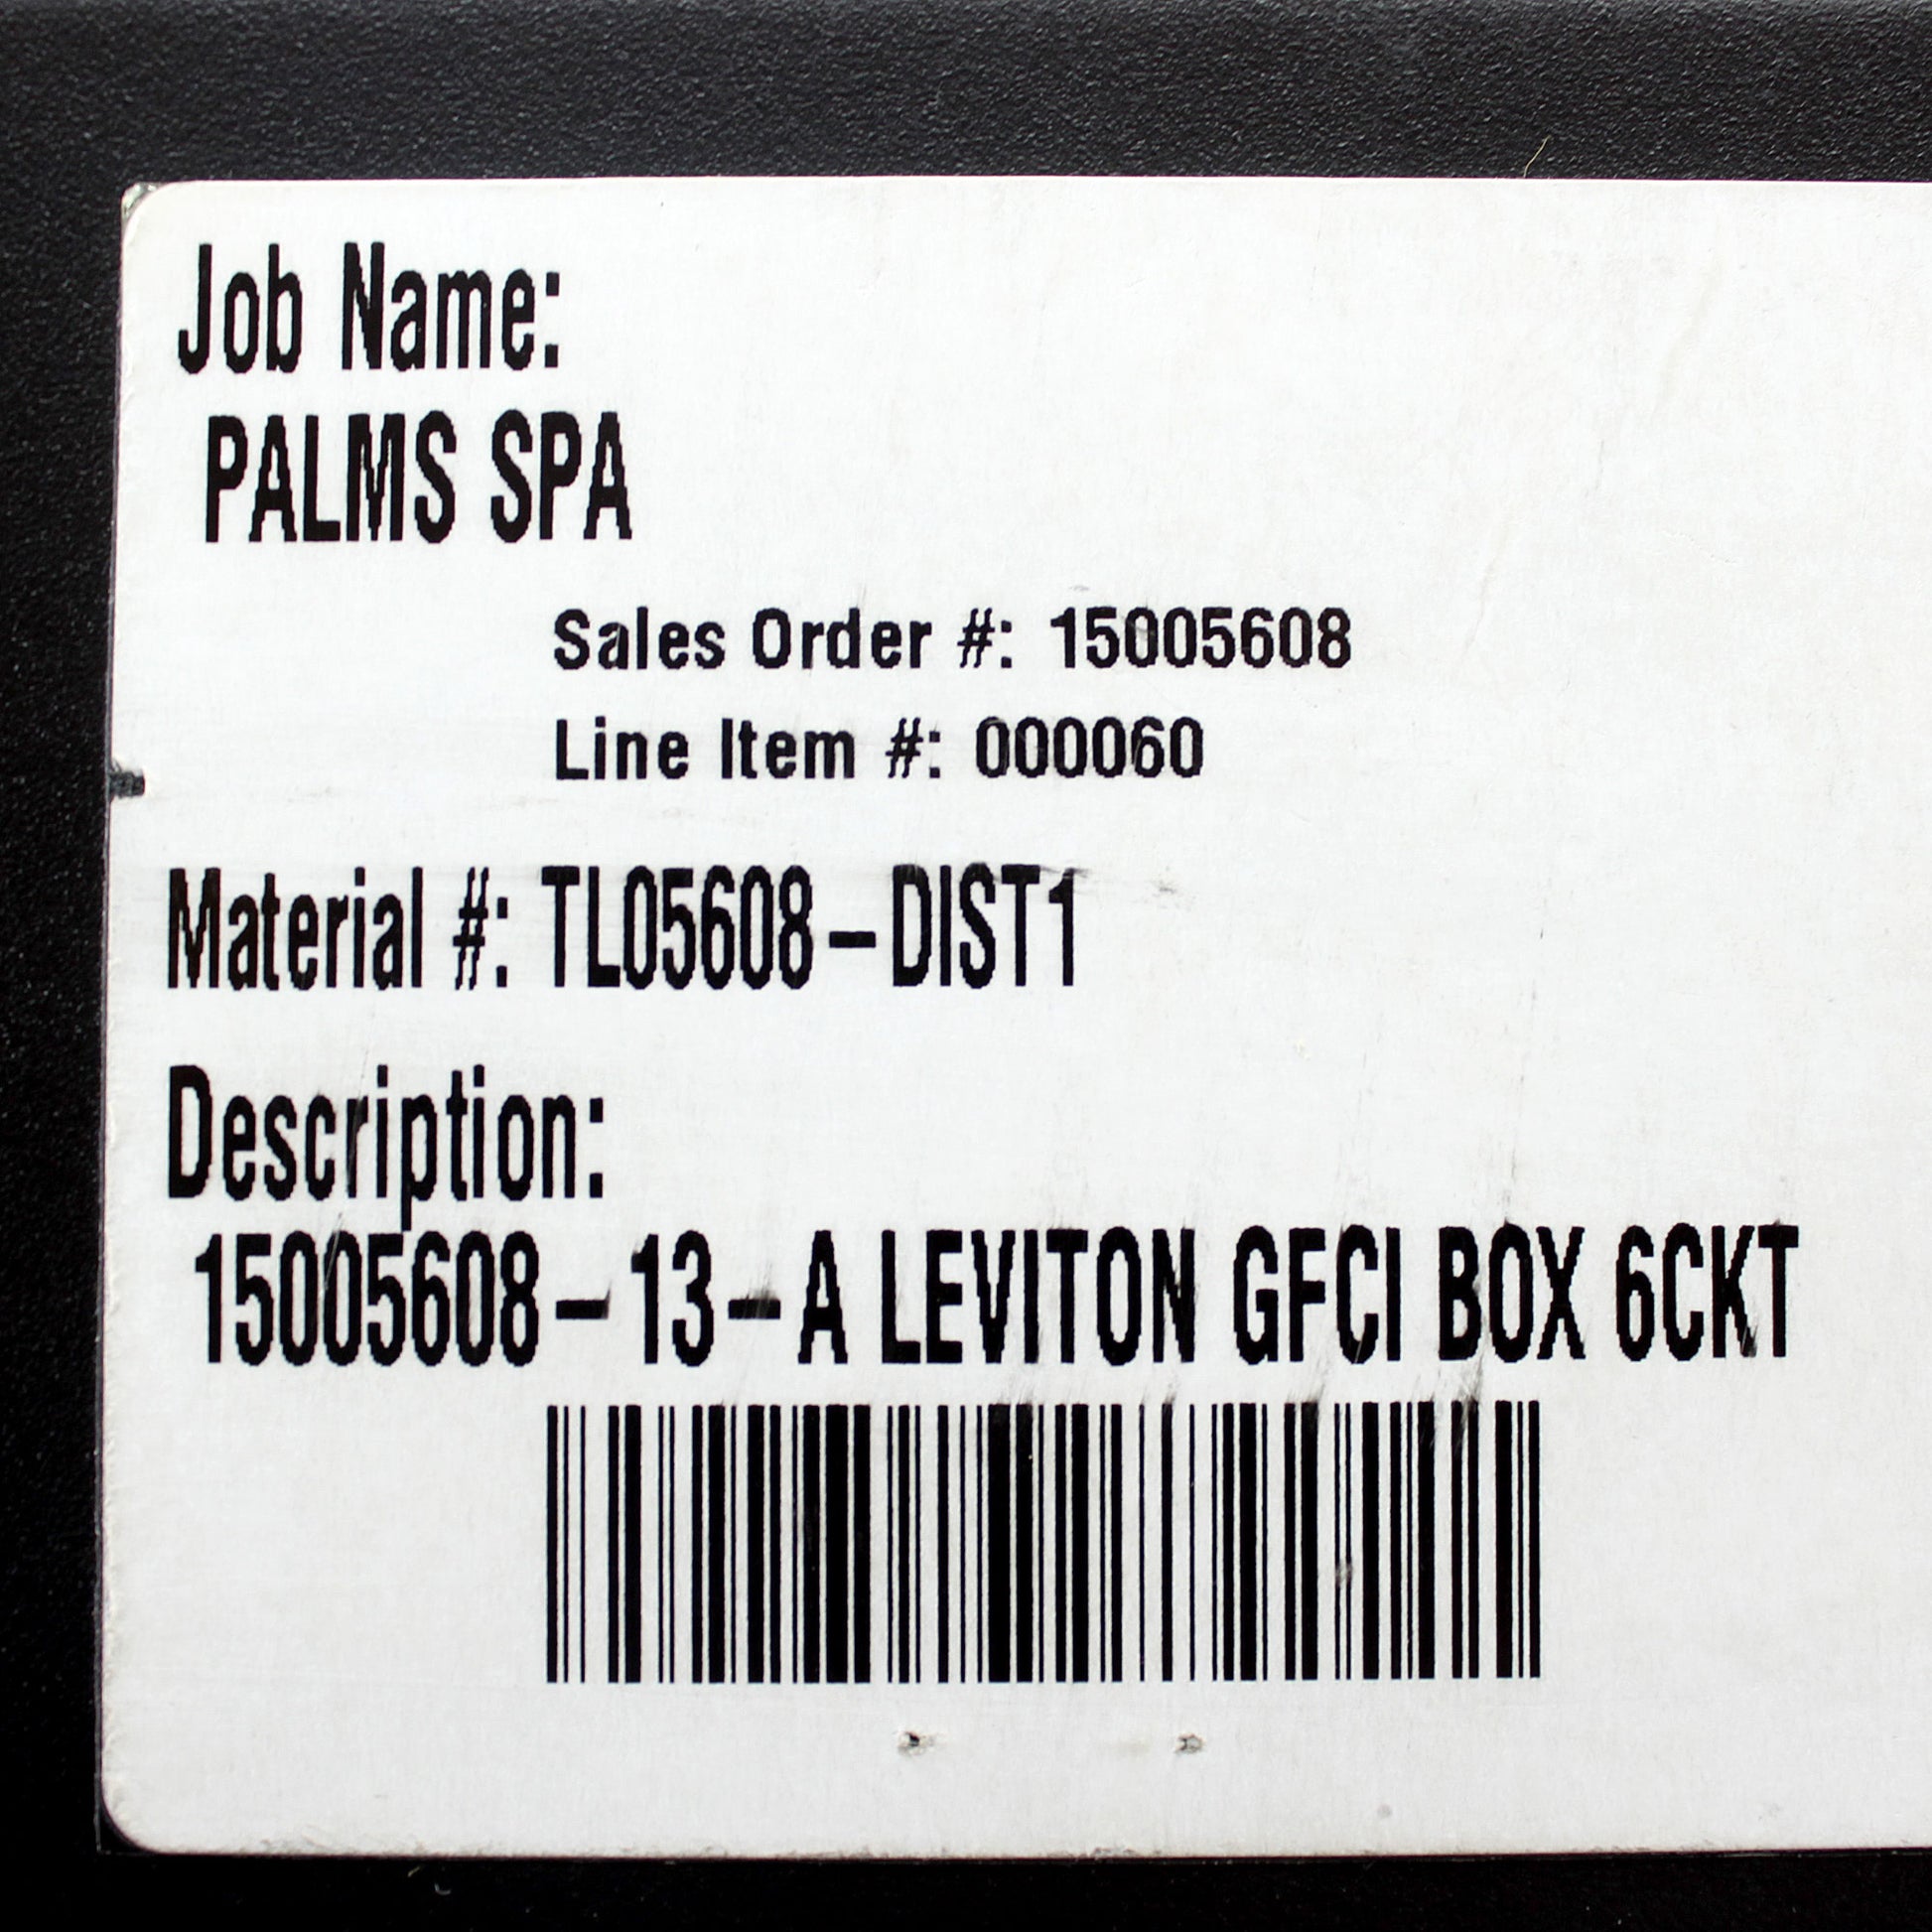 Job Name:
PALMS SPA
Sales Order #: 15005608
Line Item #: 000060
Material #: TL05608-DIST1
Description:
15005608-13-A LEVITON GFCI BOX 6CKT